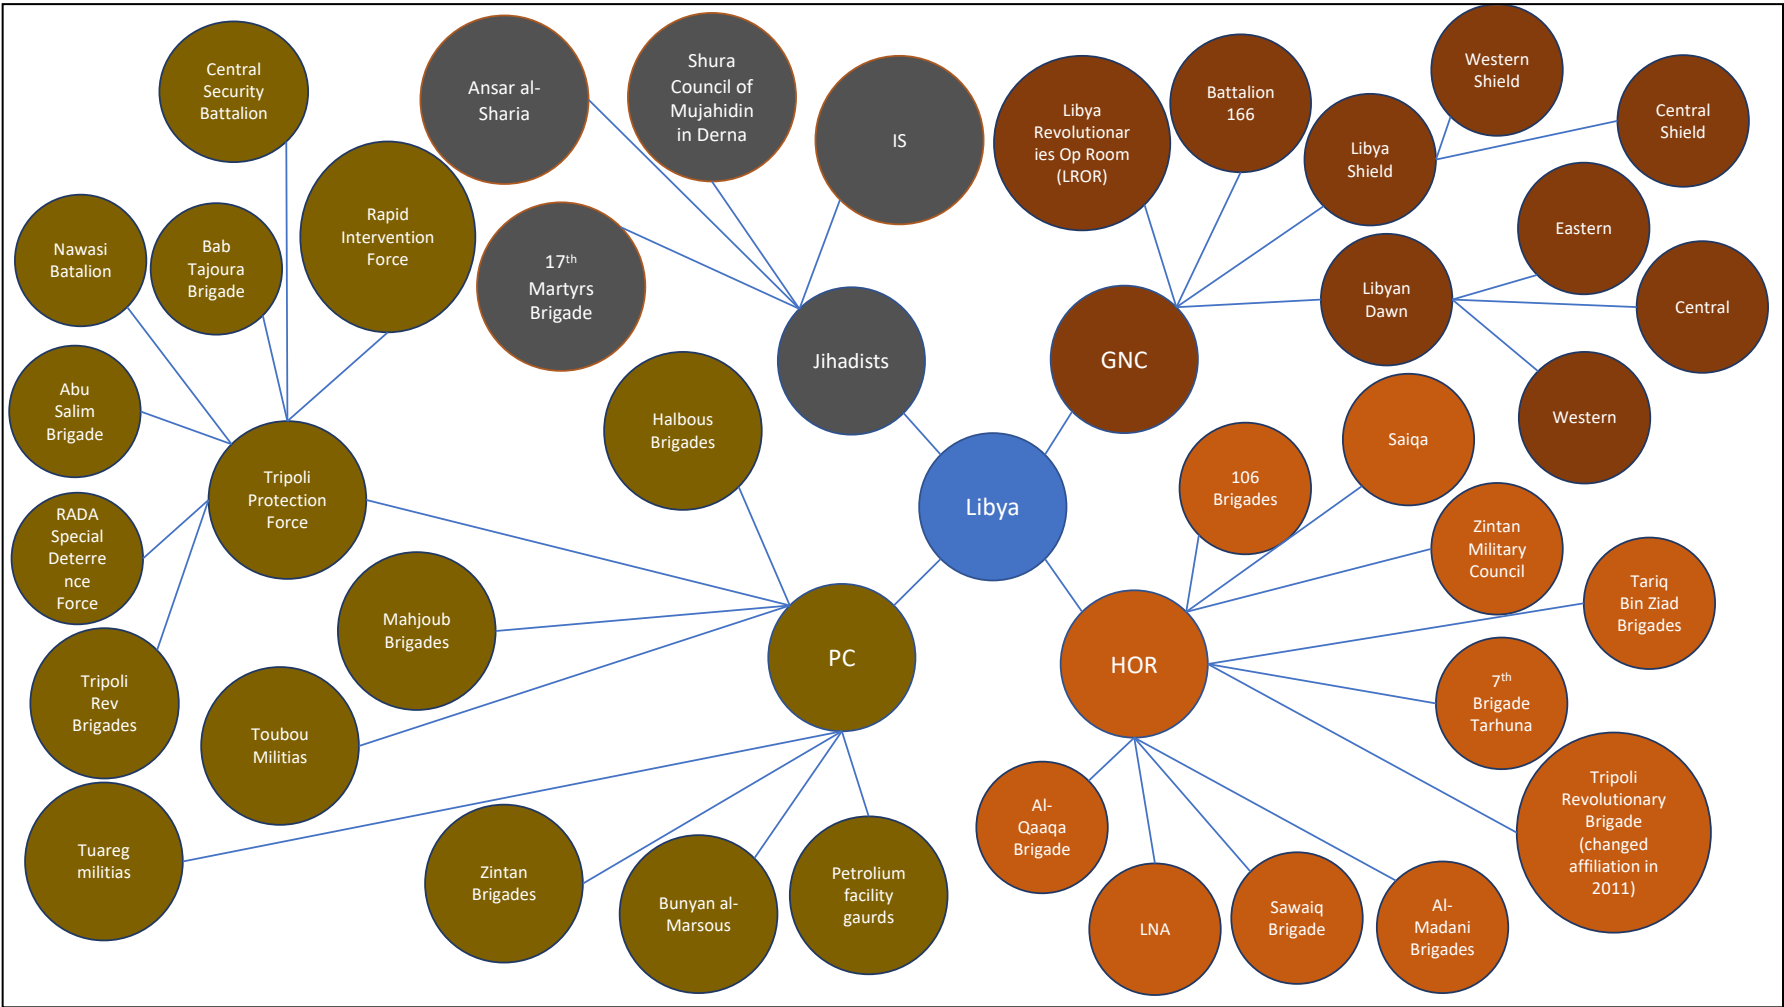 Central
Security
Battalion
Ansar al-
Sharia
Shura
Council of
Mujahidin
in Derna
IS
Libya
Revolutionar
ies Op Room
(LROR)
Battalion
166
Libya
Shield
Western
Shield
Central
Shield
Nawasi
Batalion
Bab
Tajoura
Brigade
Rapid
Intervention
Force
17th
Martyrs
Brigade
Jihadists
GNC
Libyan
Dawn
Eastern
Central
Western
Abu
Salim
Brigade
Halbous
Brigades
Tripoli
Protection
Force
Libya
106
Brigades
Saiqa
Zintan
Military
Council
Tariq
Bin Ziad
Brigades
RADA
Special
Deterre
nce
Force
Mahjoub
Brigades
PC
HOR
7th
Brigade
Tarhuna
Tripoli
Rev
Brigades
Toubou
Militias
Tripoli
Revolutionary
Brigade
(changed
affiliation in
2011)
Tuareg
militias
Zintan
Brigades
Bunyan al-
Marsous
Petrolium
facility
gaurds
Al-
Qaaqa
Brigade
LNA
Sawaiq
Brigade
Al-
Madani
Brigades